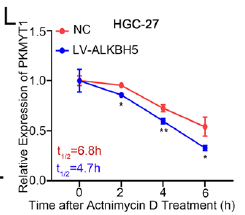 L
HGC-27
NC
LV-ALKBH5
Relative Expression of PKMYT1
1.5
1.0
0.5
0.0
*
**
*
t1/2=6.8h
t1/2=4.7h
0 2 4 6
Time after Actnimycin D Treatment (h)